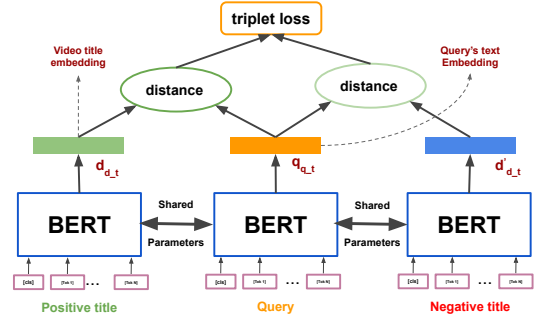 triplet loss
Video title
embedding
Query's text
Embedding
distance
distance
d_d_t
q_q_t
d'_d_t
BERT
Shared
Parameters
BERT
Shared
Parameters
BERT
[cls]
[Tok 1]
...
[Tok N]
[cls]
[Tok 1]
...
[Tok N]
[cls]
[Tok 1]
...
[Tok N]
Positive title
Query
Negative title